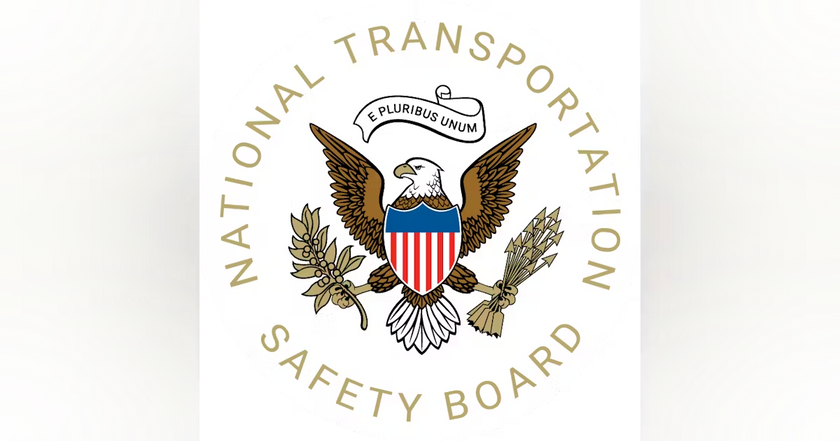 NATIONAL TRANSPORTATION
E PLURIBUS UNUM
SAFETY BOARD